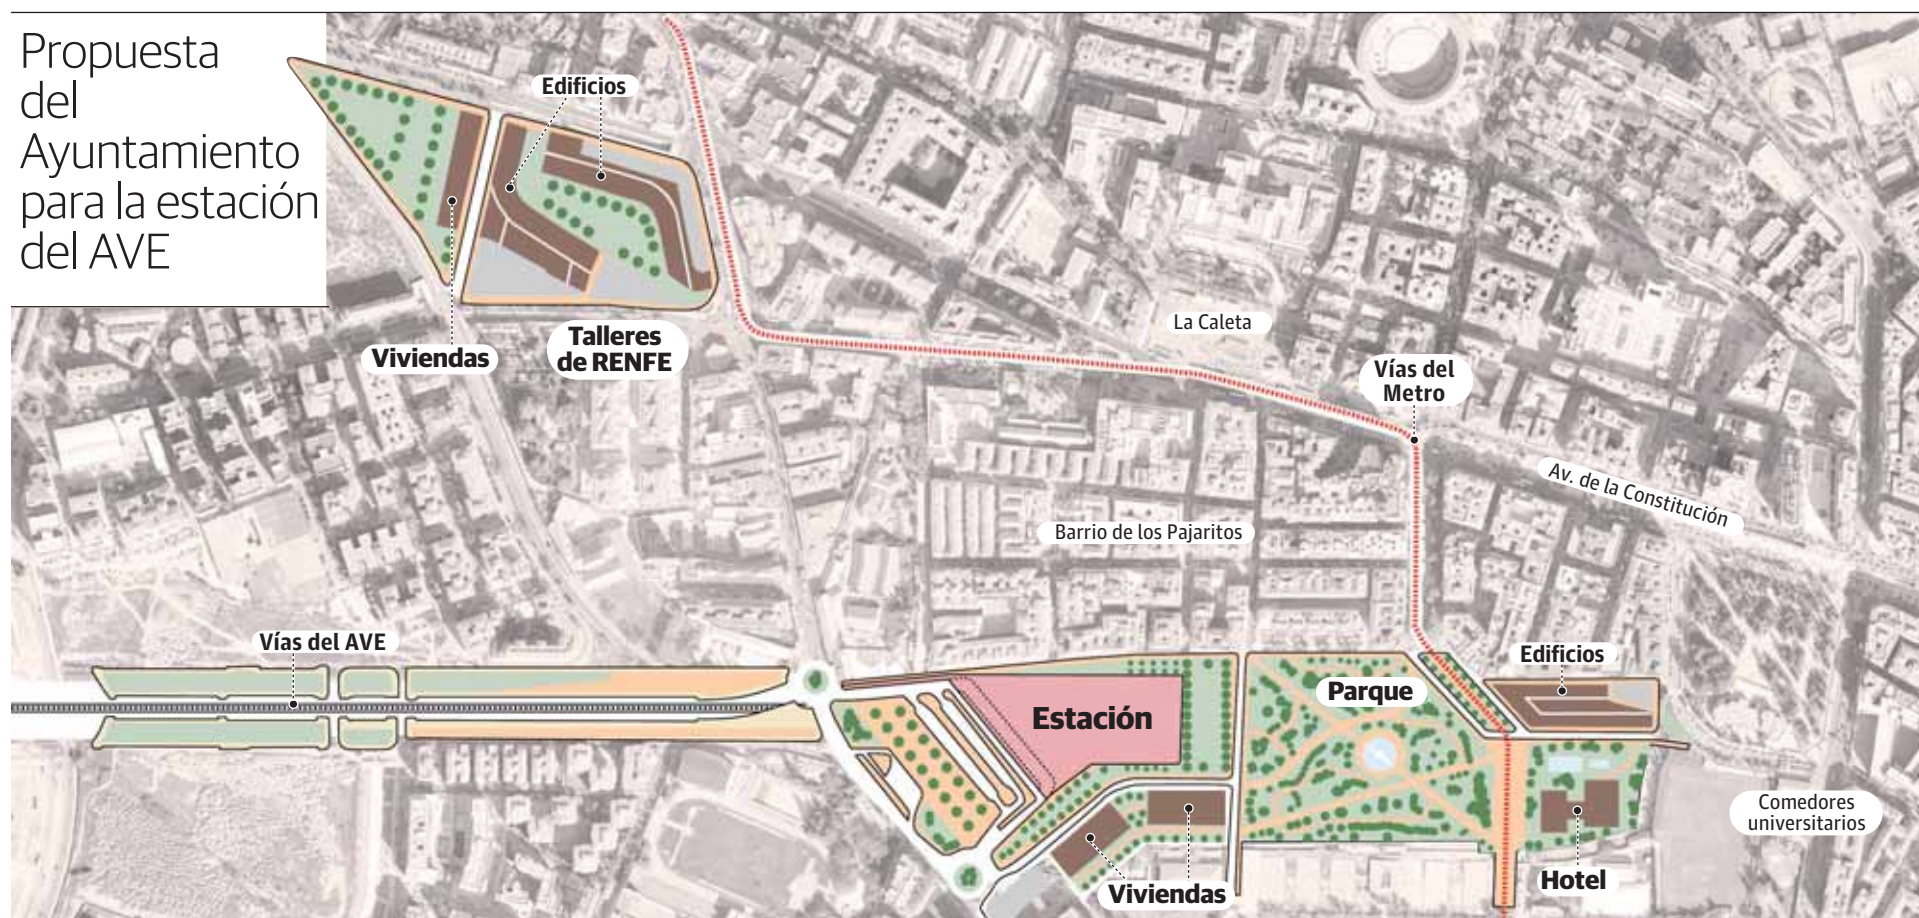 Propuesta
del
Ayuntamiento
para la estación
del AVE
Edificios
Viviendas
Talleres
de RENFE
La Caleta
Vías del
Metro
Av. de la Constitución
Barrio de los Pajaritos
Vías del AVE
Estación
Parque
Edificios
Comedores
universitarios
Viviendas
Hotel